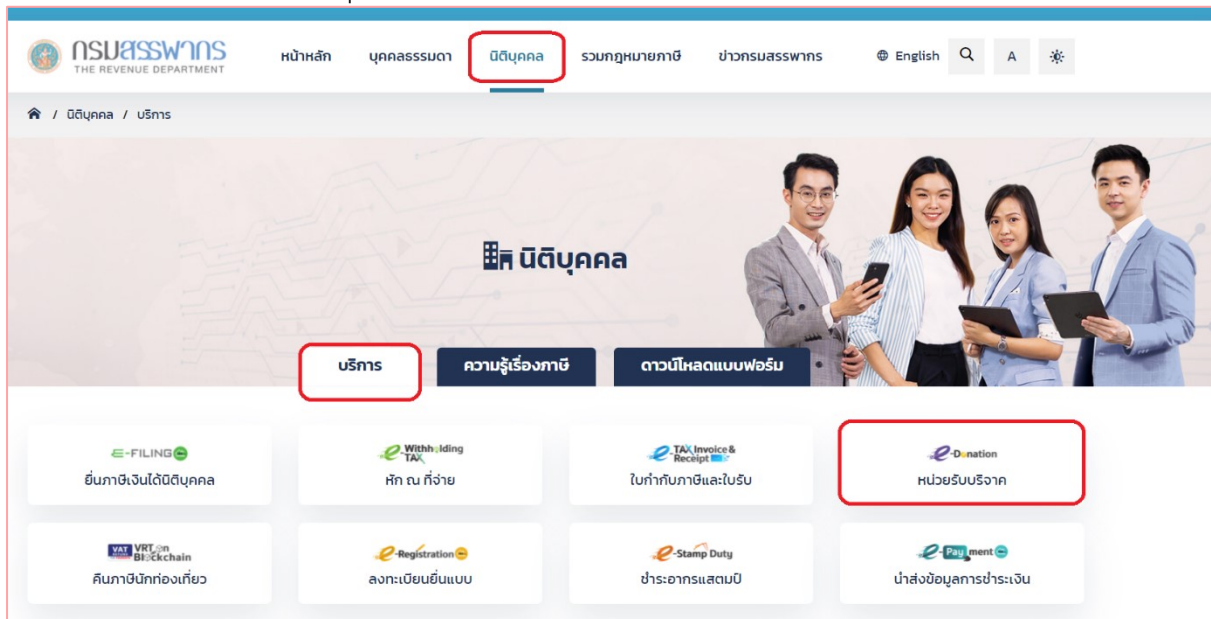 กรมสรรพากร
THE REVENUE DEPARTMENT
หน้าหลัก บุคคลธรรมดา นิติบุคคล รวมกฎหมายภาษี ข่าวกรมสรรพากร English A
/ นิติบุคคล / บริการ
นิติบุคคล
บริการ ความรู้เรื่องภาษี ดาวน์โหลดแบบฟอร์ม
E-FILING
ยื่นภาษีเงินได้นิติบุคคล
e-Withholding TAX
หัก ณ ที่จ่าย
e-TAX Invoice & Receipt
ใบกำกับภาษีและใบรับ
e-Donation
หน่วยรับบริจาค
VAT VRT on Blockchain
คืนภาษีนักท่องเที่ยว
e-Registration
ลงทะเบียนยื่นแบบ
e-Stamp Duty
ชำระอากรแสตมป์
e-Payment
นำส่งข้อมูลการชำระเงิน